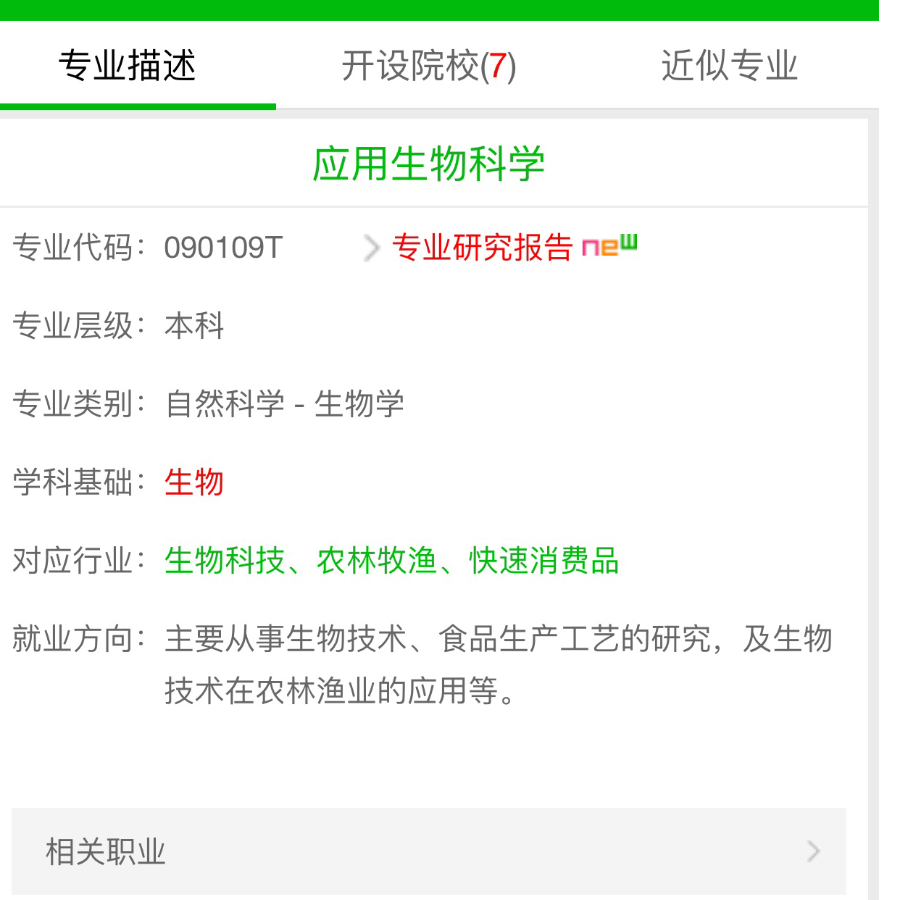 专业描述 开设院校(7) 近似专业
应用生物科学
专业代码：090109T 专业研究报告 new
专业层级：本科
专业类别：自然科学 - 生物学
学科基础：生物
对应行业：生物科技、农林牧渔、快速消费品
就业方向：主要从事生物技术、食品生产工艺的研究，及生物
技术在农林渔业的应用等。
相关职业